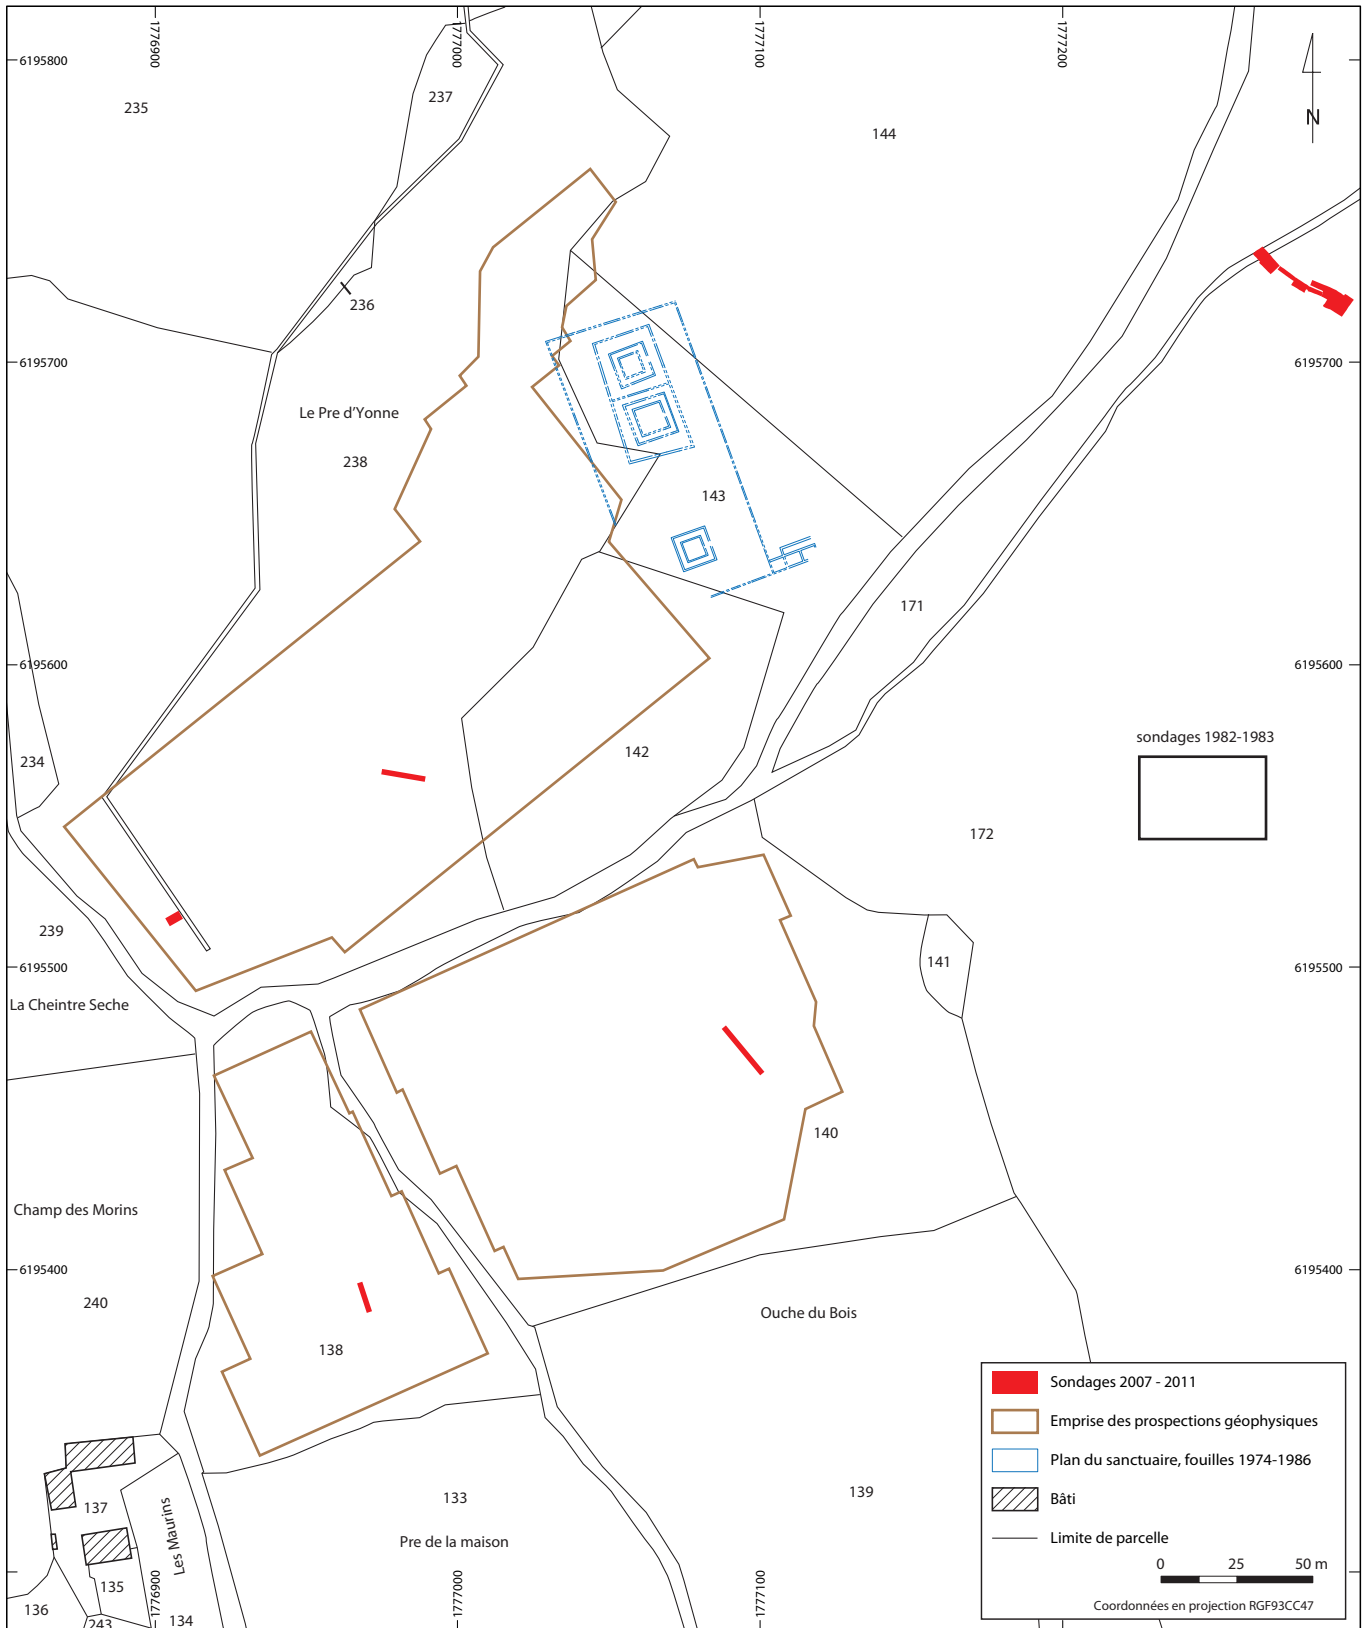 1776900
1777000
1777100
1777200
6195800
235
237
144
N
236
6195700
6195700
Le Pre d'Yonne
238
143
171
6195600
6195600
sondages 1982-1983
234
142
172
239
141
6195500
6195500
La Cheintre Seche
140
Champ des Morins
6195400
6195400
240
Ouche du Bois
138
Sondages 2007 - 2011
Emprise des prospections géophysiques
Plan du sanctuaire, fouilles 1974-1986
Bâti
Limite de parcelle
0 25 50 m
Coordonnées en projection RGF93CC47
133
139
137
Les Maurins
Pre de la maison
135
136
243
134
1776900
1777000
1777100